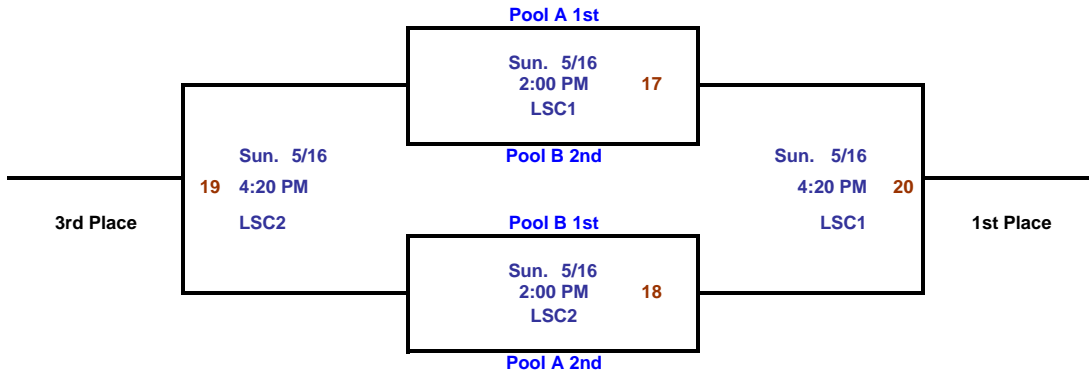 Pool A 1st
Sun. 5/16
2:00 PM 17
LSC1
Pool B 2nd
Sun. 5/16
19 4:20 PM
LSC2
3rd Place
Sun. 5/16
4:20 PM 20
LSC1
1st Place
Pool B 1st
Sun. 5/16
2:00 PM 18
LSC2
Pool A 2nd